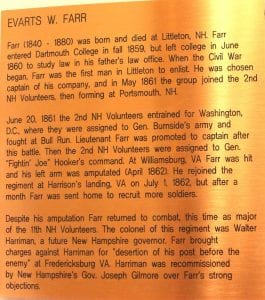 EVARTS W. FARR
Farr (1840 - 1880) was born and died at Littleton, NH. Farr
entered Dartmouth College in fall 1859, but left college in June
1860 to study law in his father's law office. When the Civil War
began, Farr was the first man in Littleton to enlist. He was chosen
captain of his company, and in May 1861 the group joined the 2nd
NH Volunteers, then forming at Portsmouth, NH.
June 20, 1861 the 2nd NH Volunteers entrained for Washington,
D.C. where they were assigned to Gen. Burnside's army and
fought at Bull Run. Lieutenant Farr was promoted to captain after
this battle. Then the 2nd NH Volunteers were assigned to Gen.
"Fightin' Joe" Hooker's command. At Williamsburg, VA Farr was hit
and his left arm was amputated (April 1862). He rejoined the
regiment at Harrison's landing, VA on July 1, 1862, but after a
month Farr was sent home to recruit more soldiers.
Despite his amputation Farr returned to combat, this time as major
of the 11th NH Volunteers. The colonel of this regiment was Walter
Harriman, a future New Hampshire governor. Farr brought
charges against Harriman for "desertion of his post before the
enemy" at Fredericksburg VA. Harriman was recommissioned
by New Hampshire's Gov. Joseph Gilmore over Farr's strong
objections.